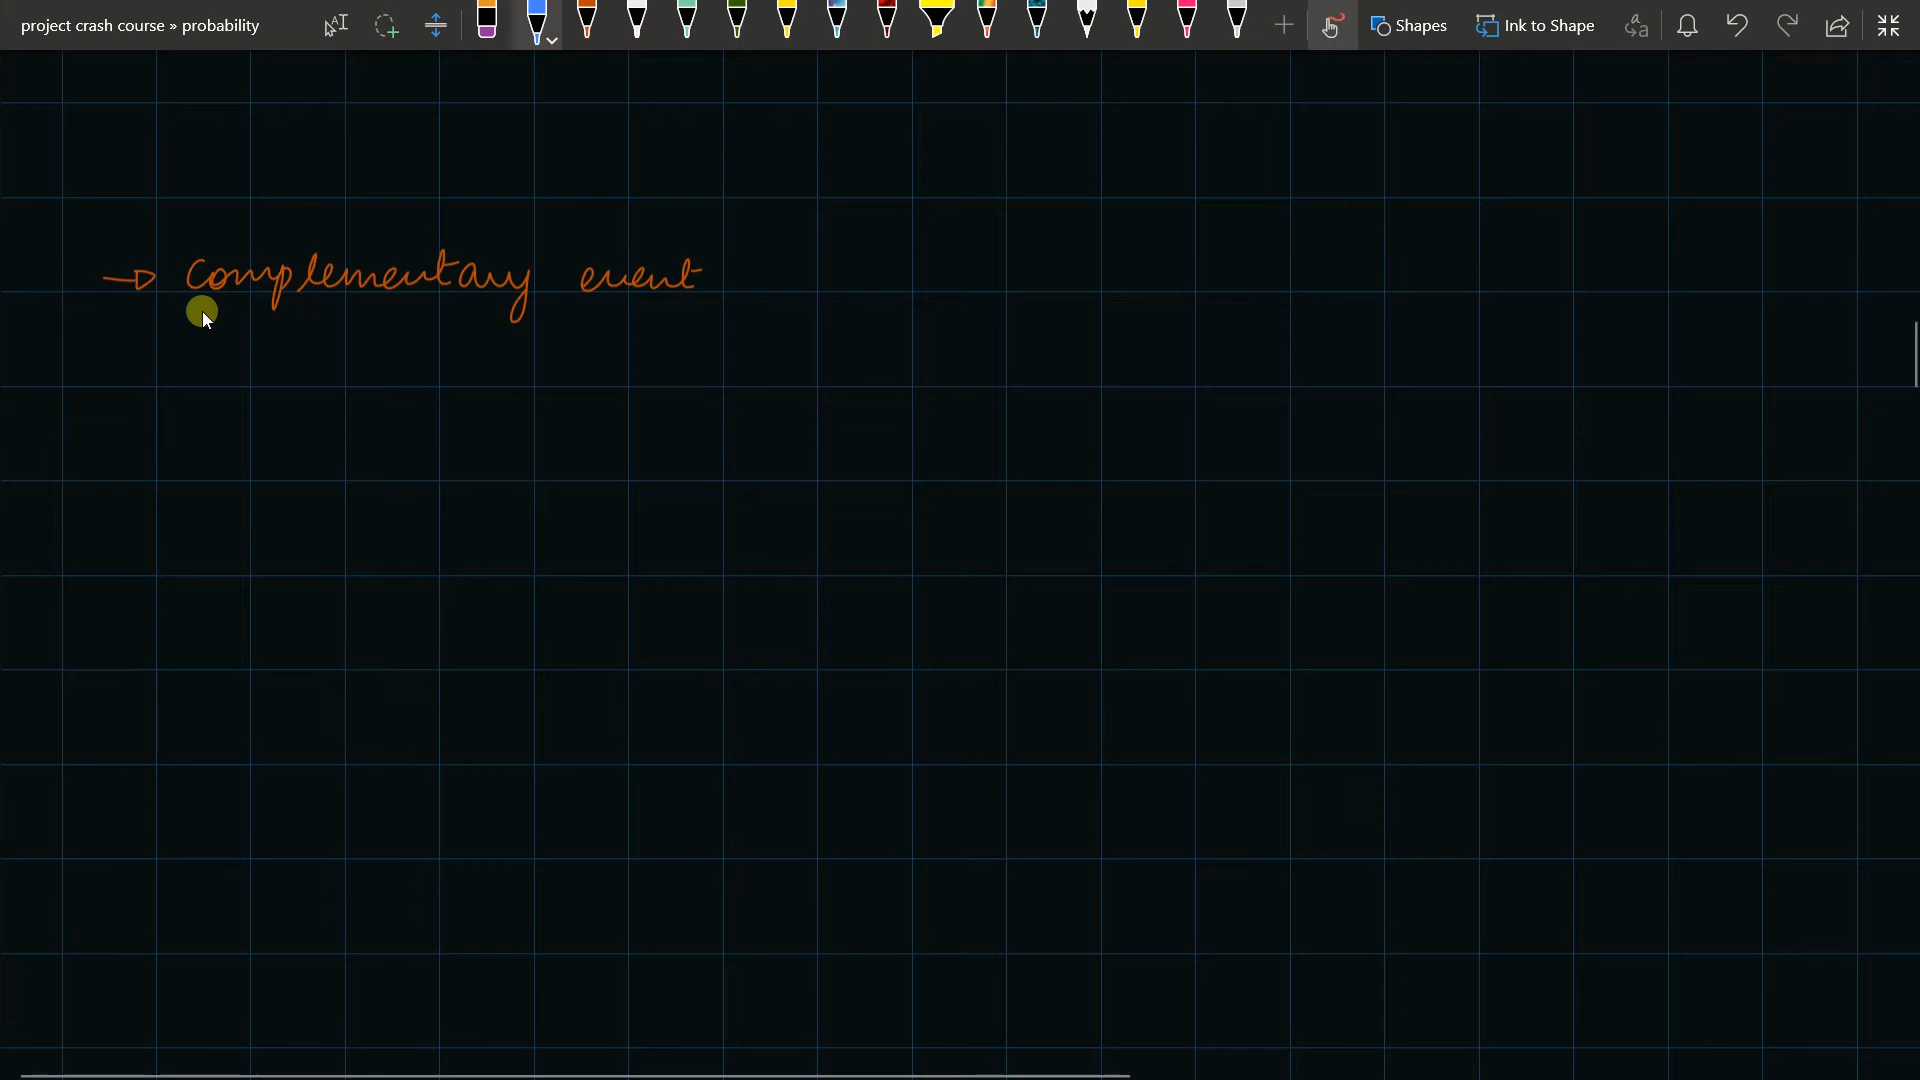 project crash course » probability
Shapes
Ink to Shape
→ complementary event